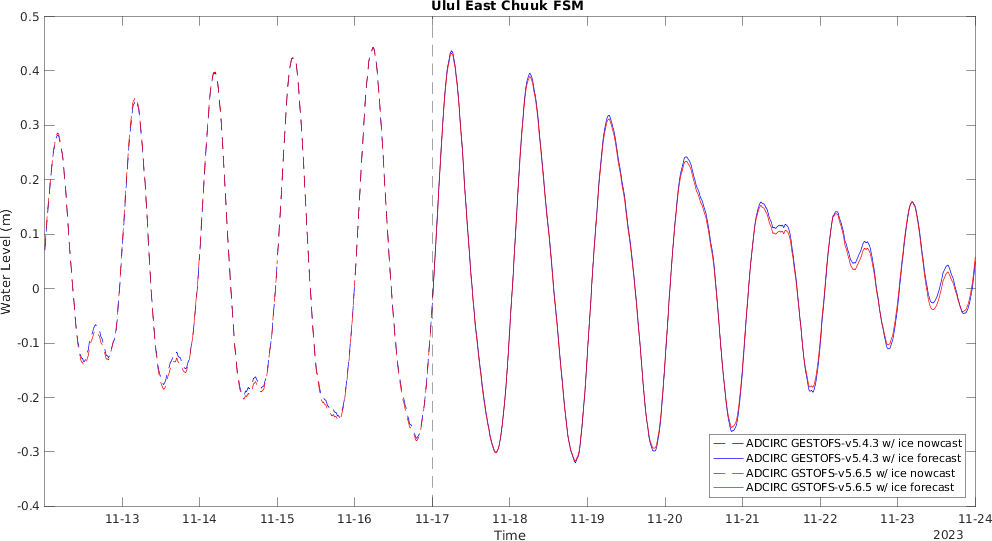 Ulul East Chuuk FSM
0.5
0.4
0.3
0.2
0.1
0
-0.1
-0.2
-0.3
-0.4
Water Level (m)
ADCIRC GESTOFS-v5.4.3 w/ ice nowcast
ADCIRC GESTOFS-v5.4.3 w/ ice forecast
ADCIRC GSTOFS-v5.6.5 w/ ice nowcast
ADCIRC GSTOFS-v5.6.5 w/ ice forecast
11-13 11-14 11-15 11-16 11-17 11-18 11-19 11-20 11-21 11-22 11-23 11-24
Time
2023